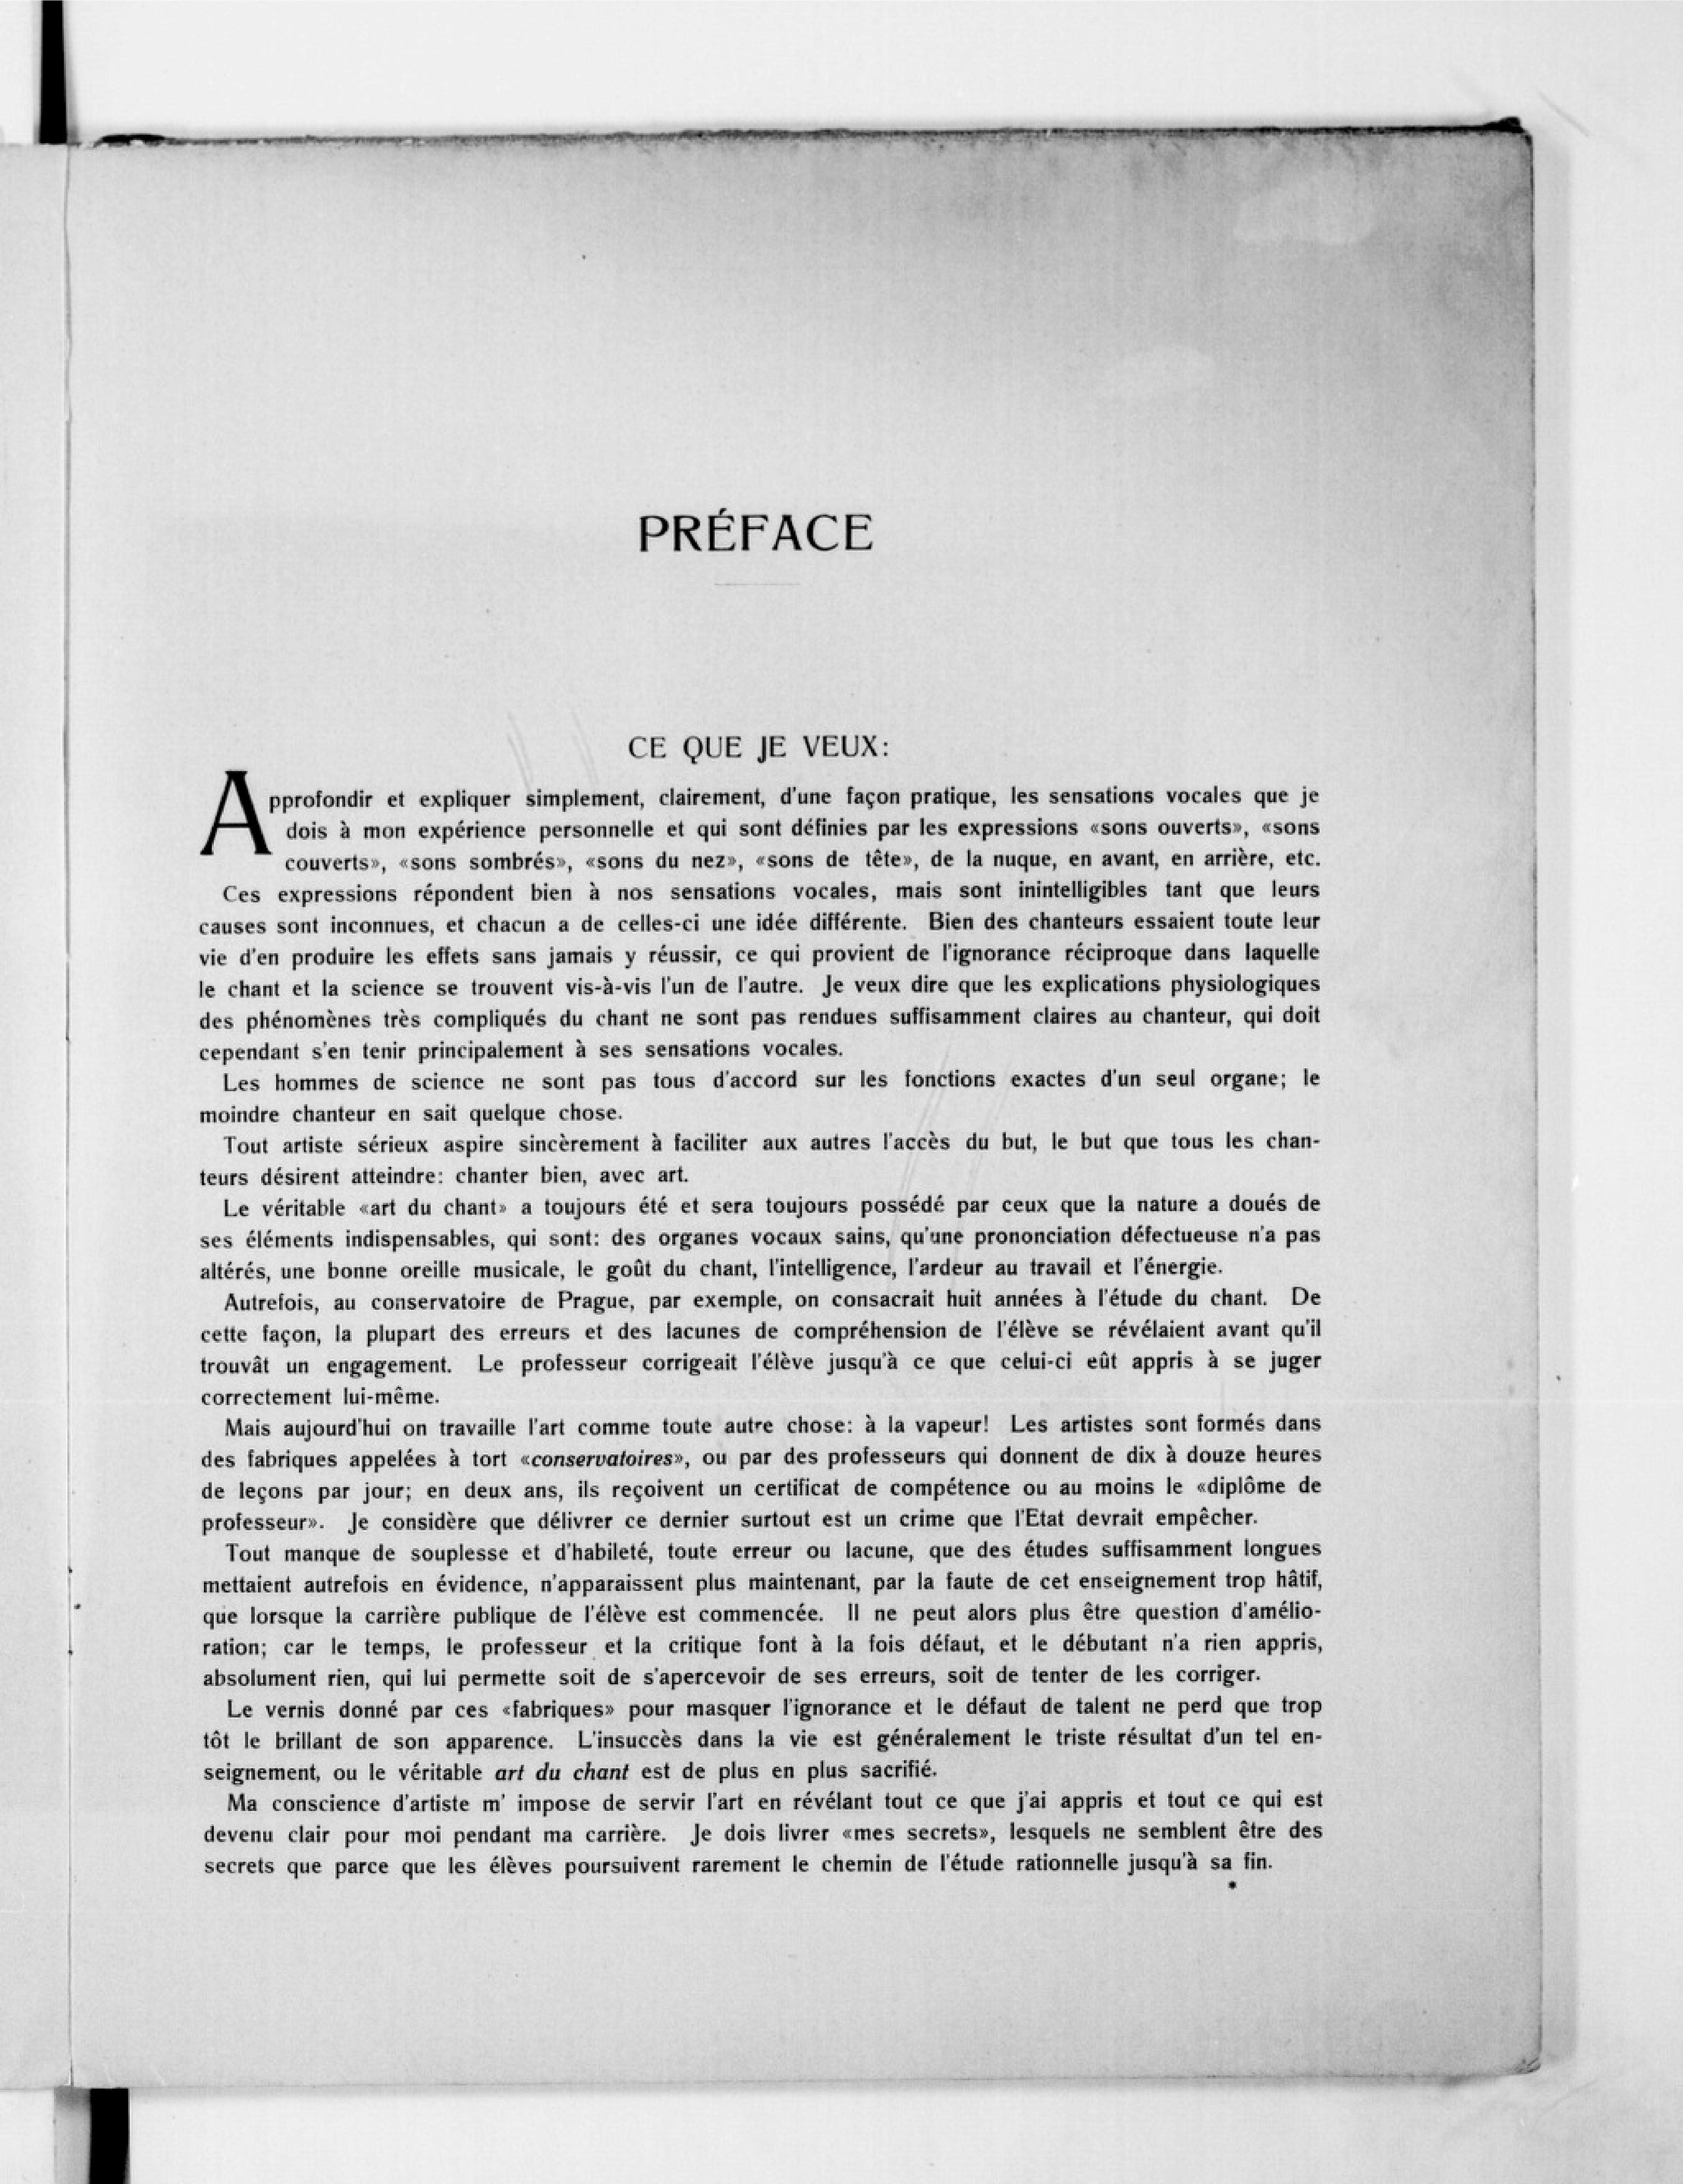 PRÉFACE
CE QUE JE VEUX:
Approfondir et expliquer simplement, clairement, d'une façon pratique, les sensations vocales que je
dois à mon expérience personnelle et qui sont définies par les expressions «sons ouverts», «sons
couverts», «sons sombrés», «sons du nez», «sons de tête», de la nuque, en avant, en arrière, etc.
Ces expressions répondent bien à nos sensations vocales, mais sont inintelligibles tant que leurs
causes sont inconnues, et chacun a de celles-ci une idée différente. Bien des chanteurs essaient toute leur
vie d'en produire les effets sans jamais y réussir, ce qui provient de l'ignorance réciproque dans laquelle
le chant et la science se trouvent vis-à-vis l'un de l'autre. Je veux dire que les explications physiologiques
des phénomènes très compliqués du chant ne sont pas rendues suffisamment claires au chanteur, qui doit
cependant s'en tenir principalement à ses sensations vocales.
Les hommes de science ne sont pas tous d'accord sur les fonctions exactes d'un seul organe; le
moindre chanteur en sait quelque chose.
Tout artiste sérieux aspire sincèrement à faciliter aux autres l'accès du but, le but que tous les chan-
teurs désirent atteindre: chanter bien, avec art.
Le véritable «art du chant» a toujours été et sera toujours possédé par ceux que la nature a doués de
ses éléments indispensables, qui sont: des organes vocaux sains, qu'une prononciation défectueuse n'a pas
altérés, une bonne oreille musicale, le goût du chant, l'intelligence, l'ardeur au travail et l'énergie.
Autrefois, au conservatoire de Prague, par exemple, on consacrait huit années à l'étude du chant. De
cette façon, la plupart des erreurs et des lacunes de compréhension de l'élève se révélaient avant qu'il
trouvât un engagement. Le professeur corrigeait l'élève jusqu'à ce que celui-ci eût appris à se juger
correctement lui-même.
Mais aujourd'hui on travaille l'art comme toute autre chose: à la vapeur! Les artistes sont formés dans
des fabriques appelées à tort «conservatoires», ou par des professeurs qui donnent de dix à douze heures
de leçons par jour; en deux ans, ils reçoivent un certificat de compétence ou au moins le «diplôme de
professeur». Je considère que délivrer ce dernier surtout est un crime que l'Etat devrait empêcher.
Tout manque de souplesse et d'habileté, toute erreur ou lacune, que des études suffisamment longues
mettaient autrefois en évidence, n'apparaissent plus maintenant, par la faute de cet enseignement trop hâtif,
que lorsque la carrière publique de l'élève est commencée. Il ne peut alors plus être question d'amélio-
ration; car le temps, le professeur et la critique font à la fois défaut, et le débutant n'a rien appris,
absolument rien, qui lui permette soit de s'apercevoir de ses erreurs, soit de tenter de les corriger.
Le vernis donné par ces «fabriques» pour masquer l'ignorance et le défaut de talent ne perd que trop
tôt le brillant de son apparence. L'insuccès dans la vie est généralement le triste résultat d'un tel en-
seignement, ou le véritable art du chant est de plus en plus sacrifié.
Ma conscience d'artiste m' impose de servir l'art en révélant tout ce que j'ai appris et tout ce qui est
devenu clair pour moi pendant ma carrière. Je dois livrer «mes secrets», lesquels ne semblent être des
secrets que parce que les élèves poursuivent rarement le chemin de l'étude rationnelle jusqu'à sa fin.